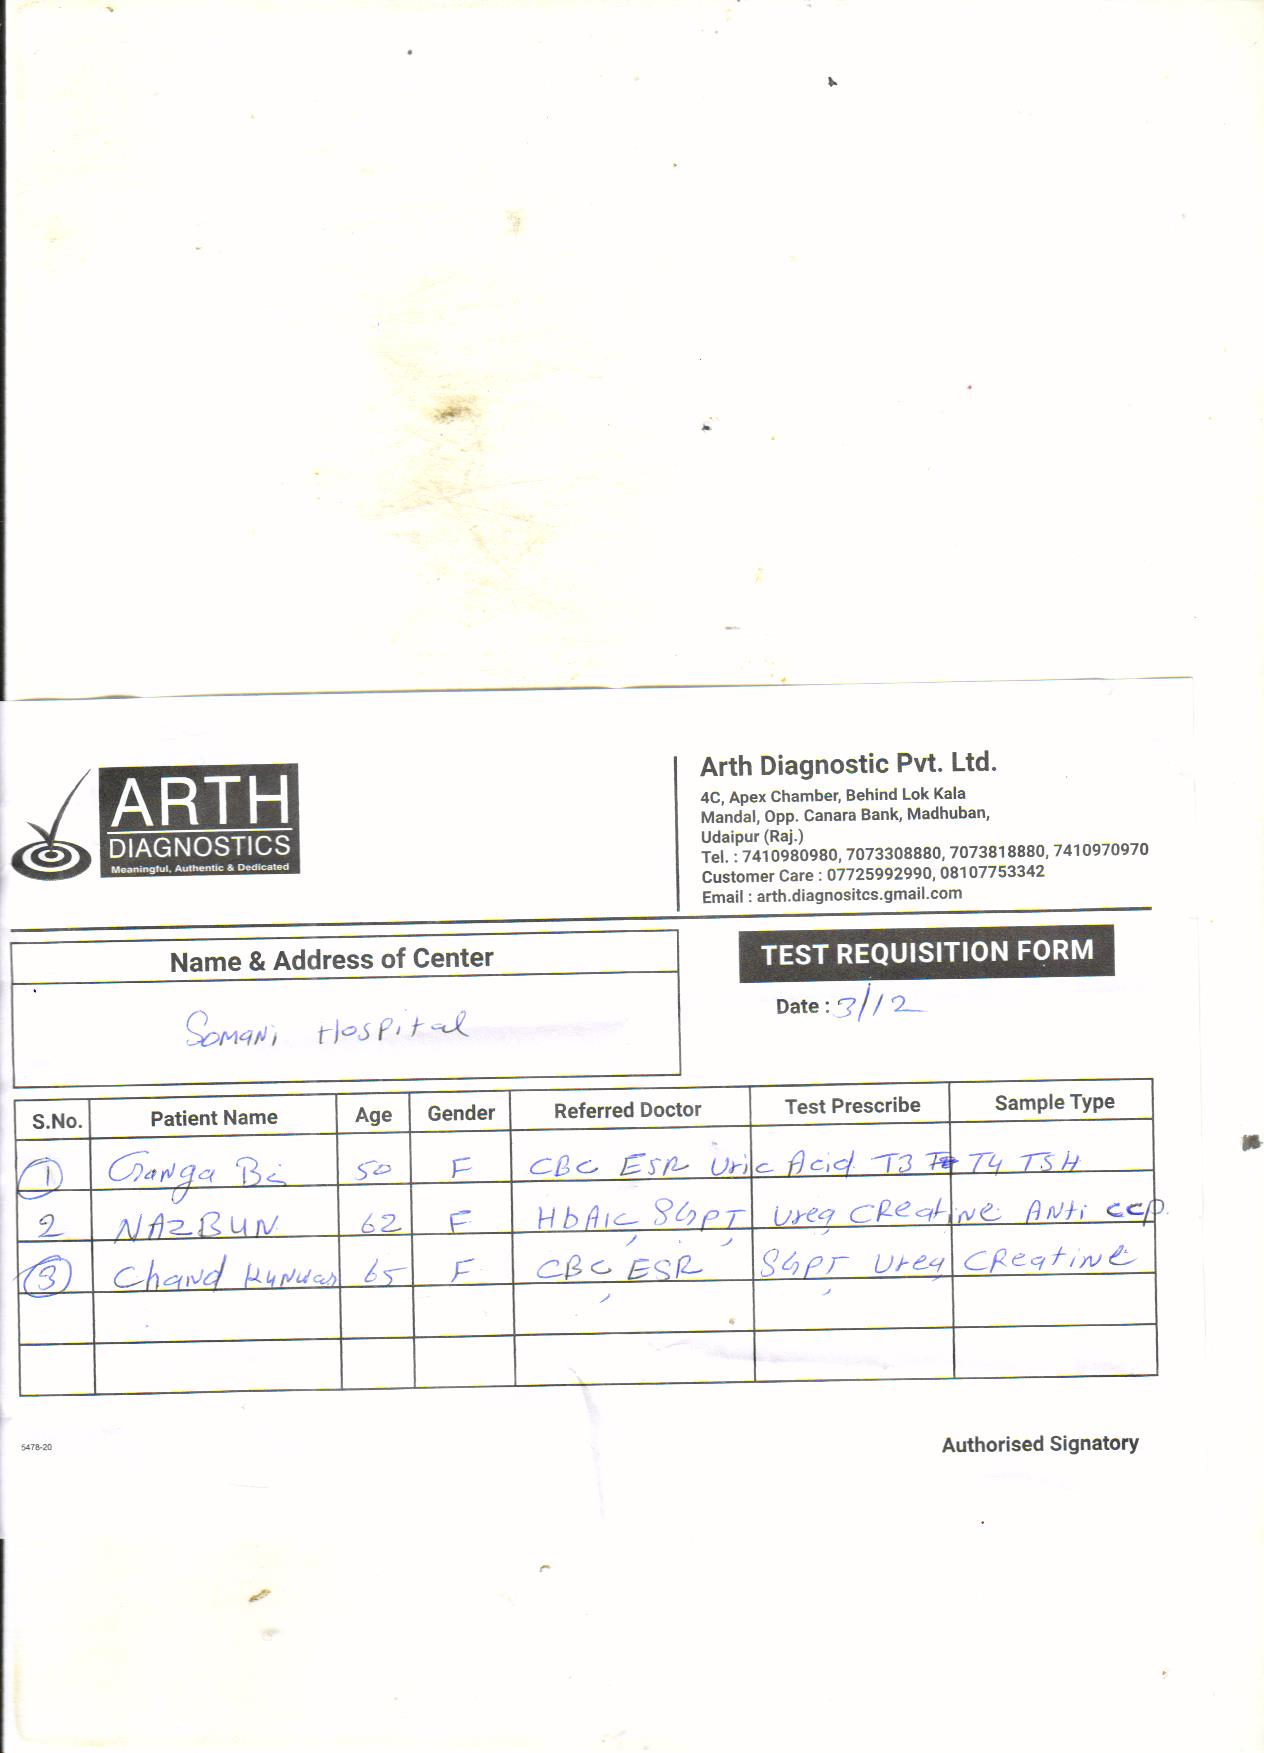 ARTH
DIAGNOSTICS
Meaningful, Authentic & Dedicated
Arth Diagnostic Pvt. Ltd.
4C, Apex Chamber, Behind Lok Kala
Mandal, Opp. Canara Bank, Madhuban,
Udaipur (Raj.)
Tel. : 7410980980, 7073308880, 7073818880, 7410970970
Customer Care : 07725992990, 08107753342
Email : arth.diagnositcs.gmail.com
Name & Address of Center
Somani Hospital
TEST REQUISITION FORM
Date : 3/12
S.No. Patient Name Age Gender Referred Doctor Test Prescribe Sample Type
1 Ganga Bi 50 F CBC ESR Uric Acid T3 T4 TSH
2 NAZBUN 62 F HbA1c SGPT Urea CReatine Anti ccp
3 Chand Kunwar 65 F CBC ESR SGPT Urea CReatine
5478-20
Authorised Signatory